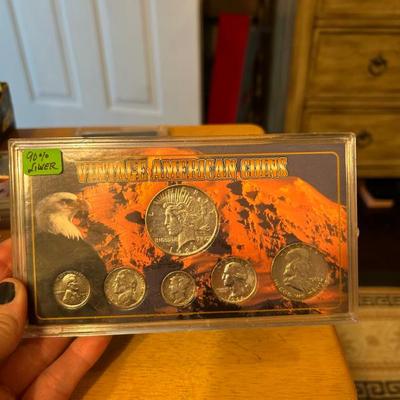 90%
SILVER
VINTAGE AMERICAN COINS